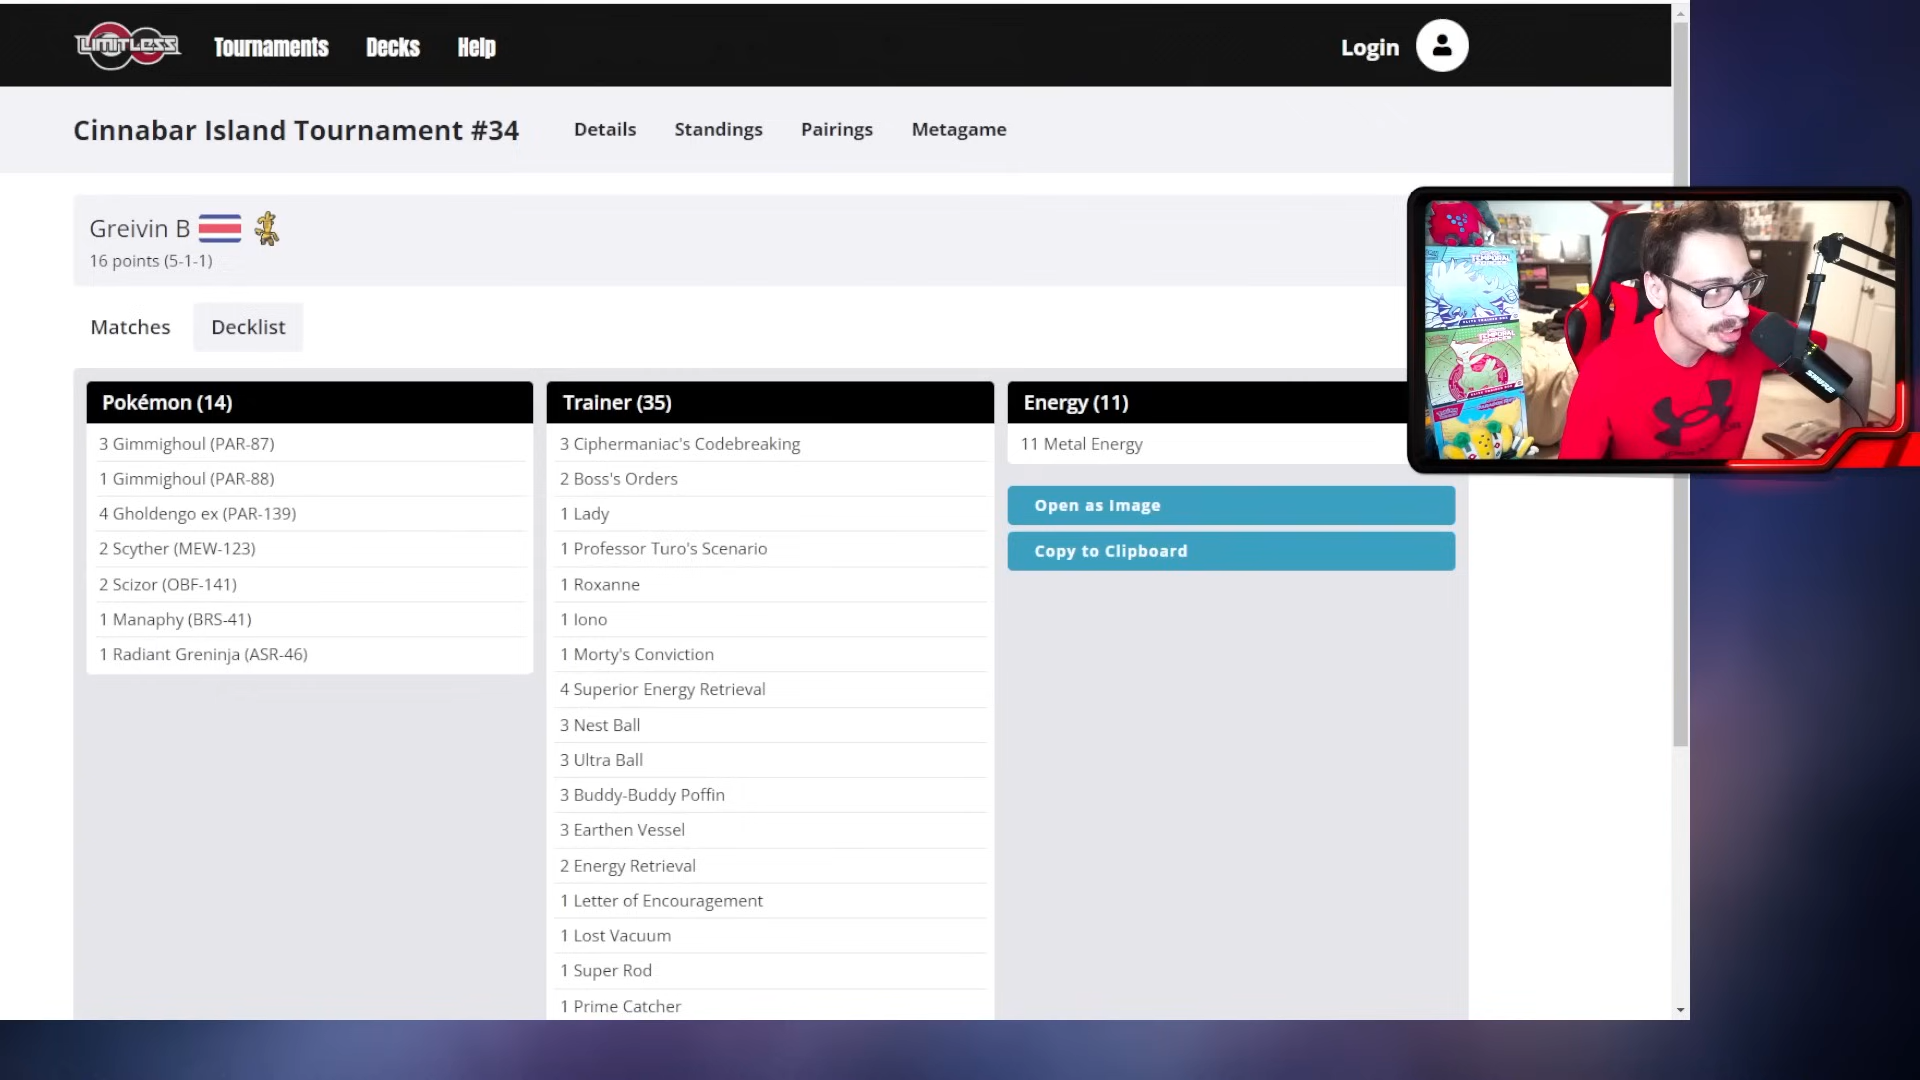 LIMITLESS
Tournaments
Decks
Help
Login
Cinnabar Island Tournament #34
Details
Standings
Pairings
Metagame
Greivin B
16 points (5-1-1)
Matches
Decklist
Pokémon (14)
3 Gimmighoul (PAR-87)
1 Gimmighoul (PAR-88)
4 Gholdengo ex (PAR-139)
2 Scyther (MEW-123)
2 Scizor (OBF-141)
1 Manaphy (BRS-41)
1 Radiant Greninja (ASR-46)
Trainer (35)
3 Ciphermaniac's Codebreaking
2 Boss's Orders
1 Lady
1 Professor Turo's Scenario
1 Roxanne
1 Iono
1 Morty's Conviction
4 Superior Energy Retrieval
3 Nest Ball
3 Ultra Ball
3 Buddy-Buddy Poffin
3 Earthen Vessel
2 Energy Retrieval
1 Letter of Encouragement
1 Lost Vacuum
1 Super Rod
1 Prime Catcher
Energy (11)
11 Metal Energy
Open as Image
Copy to Clipboard
SHURE